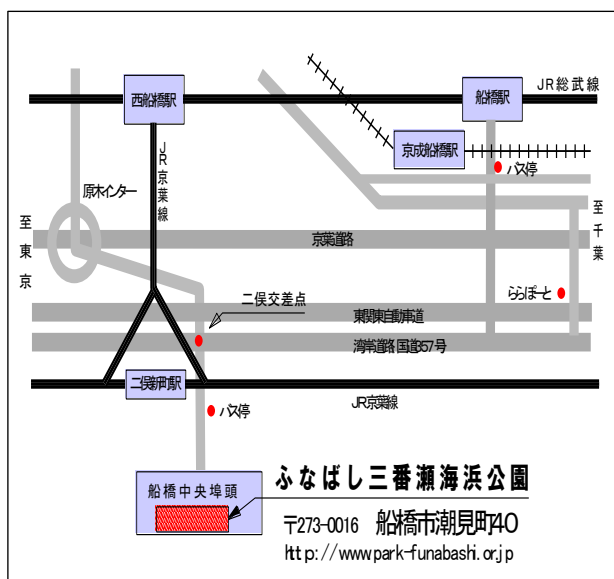 JR総武線
西船橋駅
船橋駅
京成船橋駅
バス停
JR京葉線
原木インター
至東京
至千葉
京葉道路
ららぽーと
二俣交差点
東関東自動車道
湾岸道路 国道357号
二俣新町駅
JR京葉線
バス停
船橋中央埠頭
ふなばし三番瀬海浜公園
〒273-0016 船橋市潮見町40
http://www.park-funabashi.or.jp